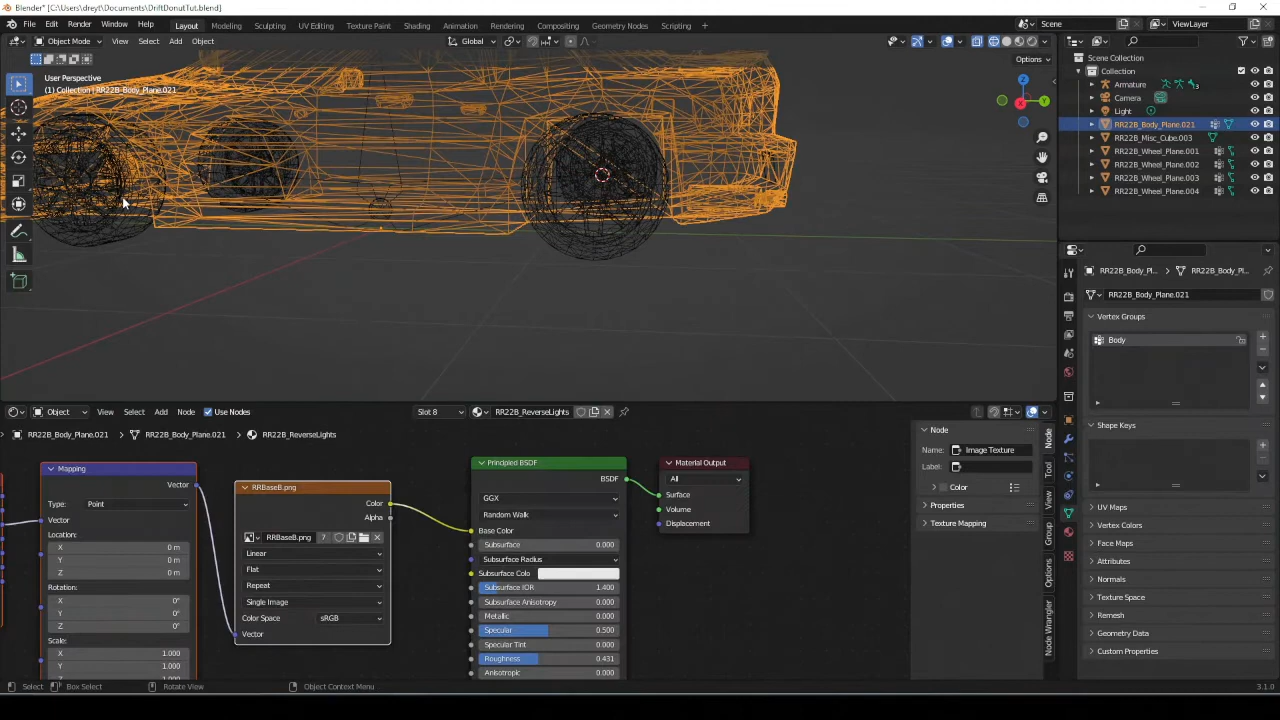 Blender* [C:\Users\dreyt\Documents\DriftDonutTut.blend]
File Edit Render Window Help Layout Modeling Sculpting UV Editing Texture Paint Shading Animation Rendering Compositing Geometry Nodes Scripting Scene ViewLayer
Object Mode View Select Add Object Global
Options
User Perspective
(1) Collection | RR22B_Body_Plane.021
Z
X
Y
Scene Collection
Collection
Armature
3
Camera
Light
RR22B_Body_Plane.021
RR22B_Misc_Cube.003
RR22B_Wheel_Plane.001
RR22B_Wheel_Plane.002
RR22B_Wheel_Plane.003
RR22B_Wheel_Plane.004
RR22B_Body_Pl... RR22B_Body_Pl...
RR22B_Body_Plane.021
Vertex Groups
Body
Shape Keys
UV Maps
Vertex Colors
Face Maps
Attributes
Normals
Texture Space
Remesh
Geometry Data
Custom Properties
Object View Select Add Node Use Nodes Slot 8 RR22B_ReverseLights
RR22B_Body_Plane.021 RR22B_Body_Plane.021 RR22B_ReverseLights
Mapping
Vector
Type: Point
Vector
Location:
X 0 m
Y 0 m
Z 0 m
Rotation:
X 0°
Y 0°
Z 0°
Scale:
X 1.000
Y 1.000
RRBaseB.png
Color
Alpha
RRBaseB.png 7
Linear
Flat
Repeat
Single Image
Color Space sRGB
Vector
Principled BSDF
BSDF
GGX
Random Walk
Base Color
Subsurface 0.000
Subsurface Radius
Subsurface Colo
Subsurface IOR 1.400
Subsurface Anisotropy 0.000
Metallic 0.000
Specular 0.500
Specular Tint 0.000
Roughness 0.431
Anisotropic 0.000
Material Output
All
Surface
Volume
Displacement
Node
Name: Image Texture
Label:
Color
Properties
Texture Mapping
Node
Tool
View
Group
Options
Node Wrangler
Select Box Select Rotate View Object Context Menu 3.1.0